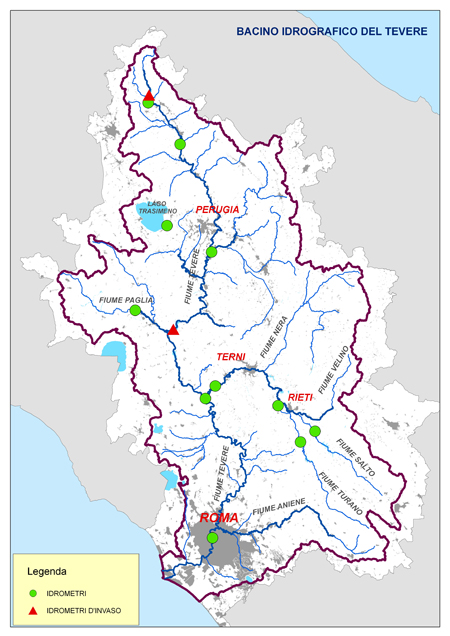 BACINO IDROGRAFICO DEL TEVERE
LAGO
TRASIMENO
PERUGIA
FIUME TEVERE
FIUME PAGLIA
FIUME NERA
TERNI
FIUME VELINO
RIETI
FIUME SALTO
FIUME TEVERE
FIUME TURANO
FIUME ANIENE
ROMA
Legenda
IDROMETRI
IDROMETRI D'INVASO